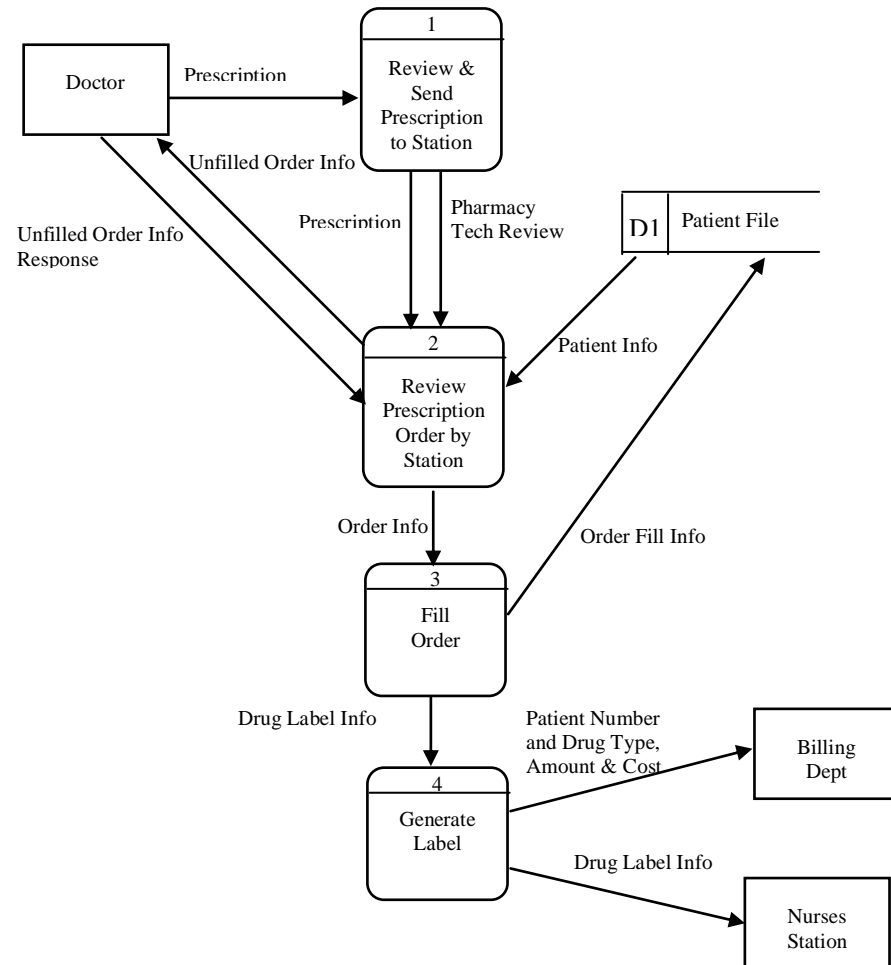 1
Review &
Send
Prescription
to Station
Doctor
Prescription
Unfilled Order Info
Prescription
Pharmacy
Tech Review
Unfilled Order Info
Response
D1
Patient File
2
Review
Prescription
Order by
Station
Patient Info
Order Info
Order Fill Info
3
Fill
Order
Drug Label Info
Patient Number
and Drug Type,
Amount & Cost
Billing
Dept
4
Generate
Label
Drug Label Info
Nurses
Station